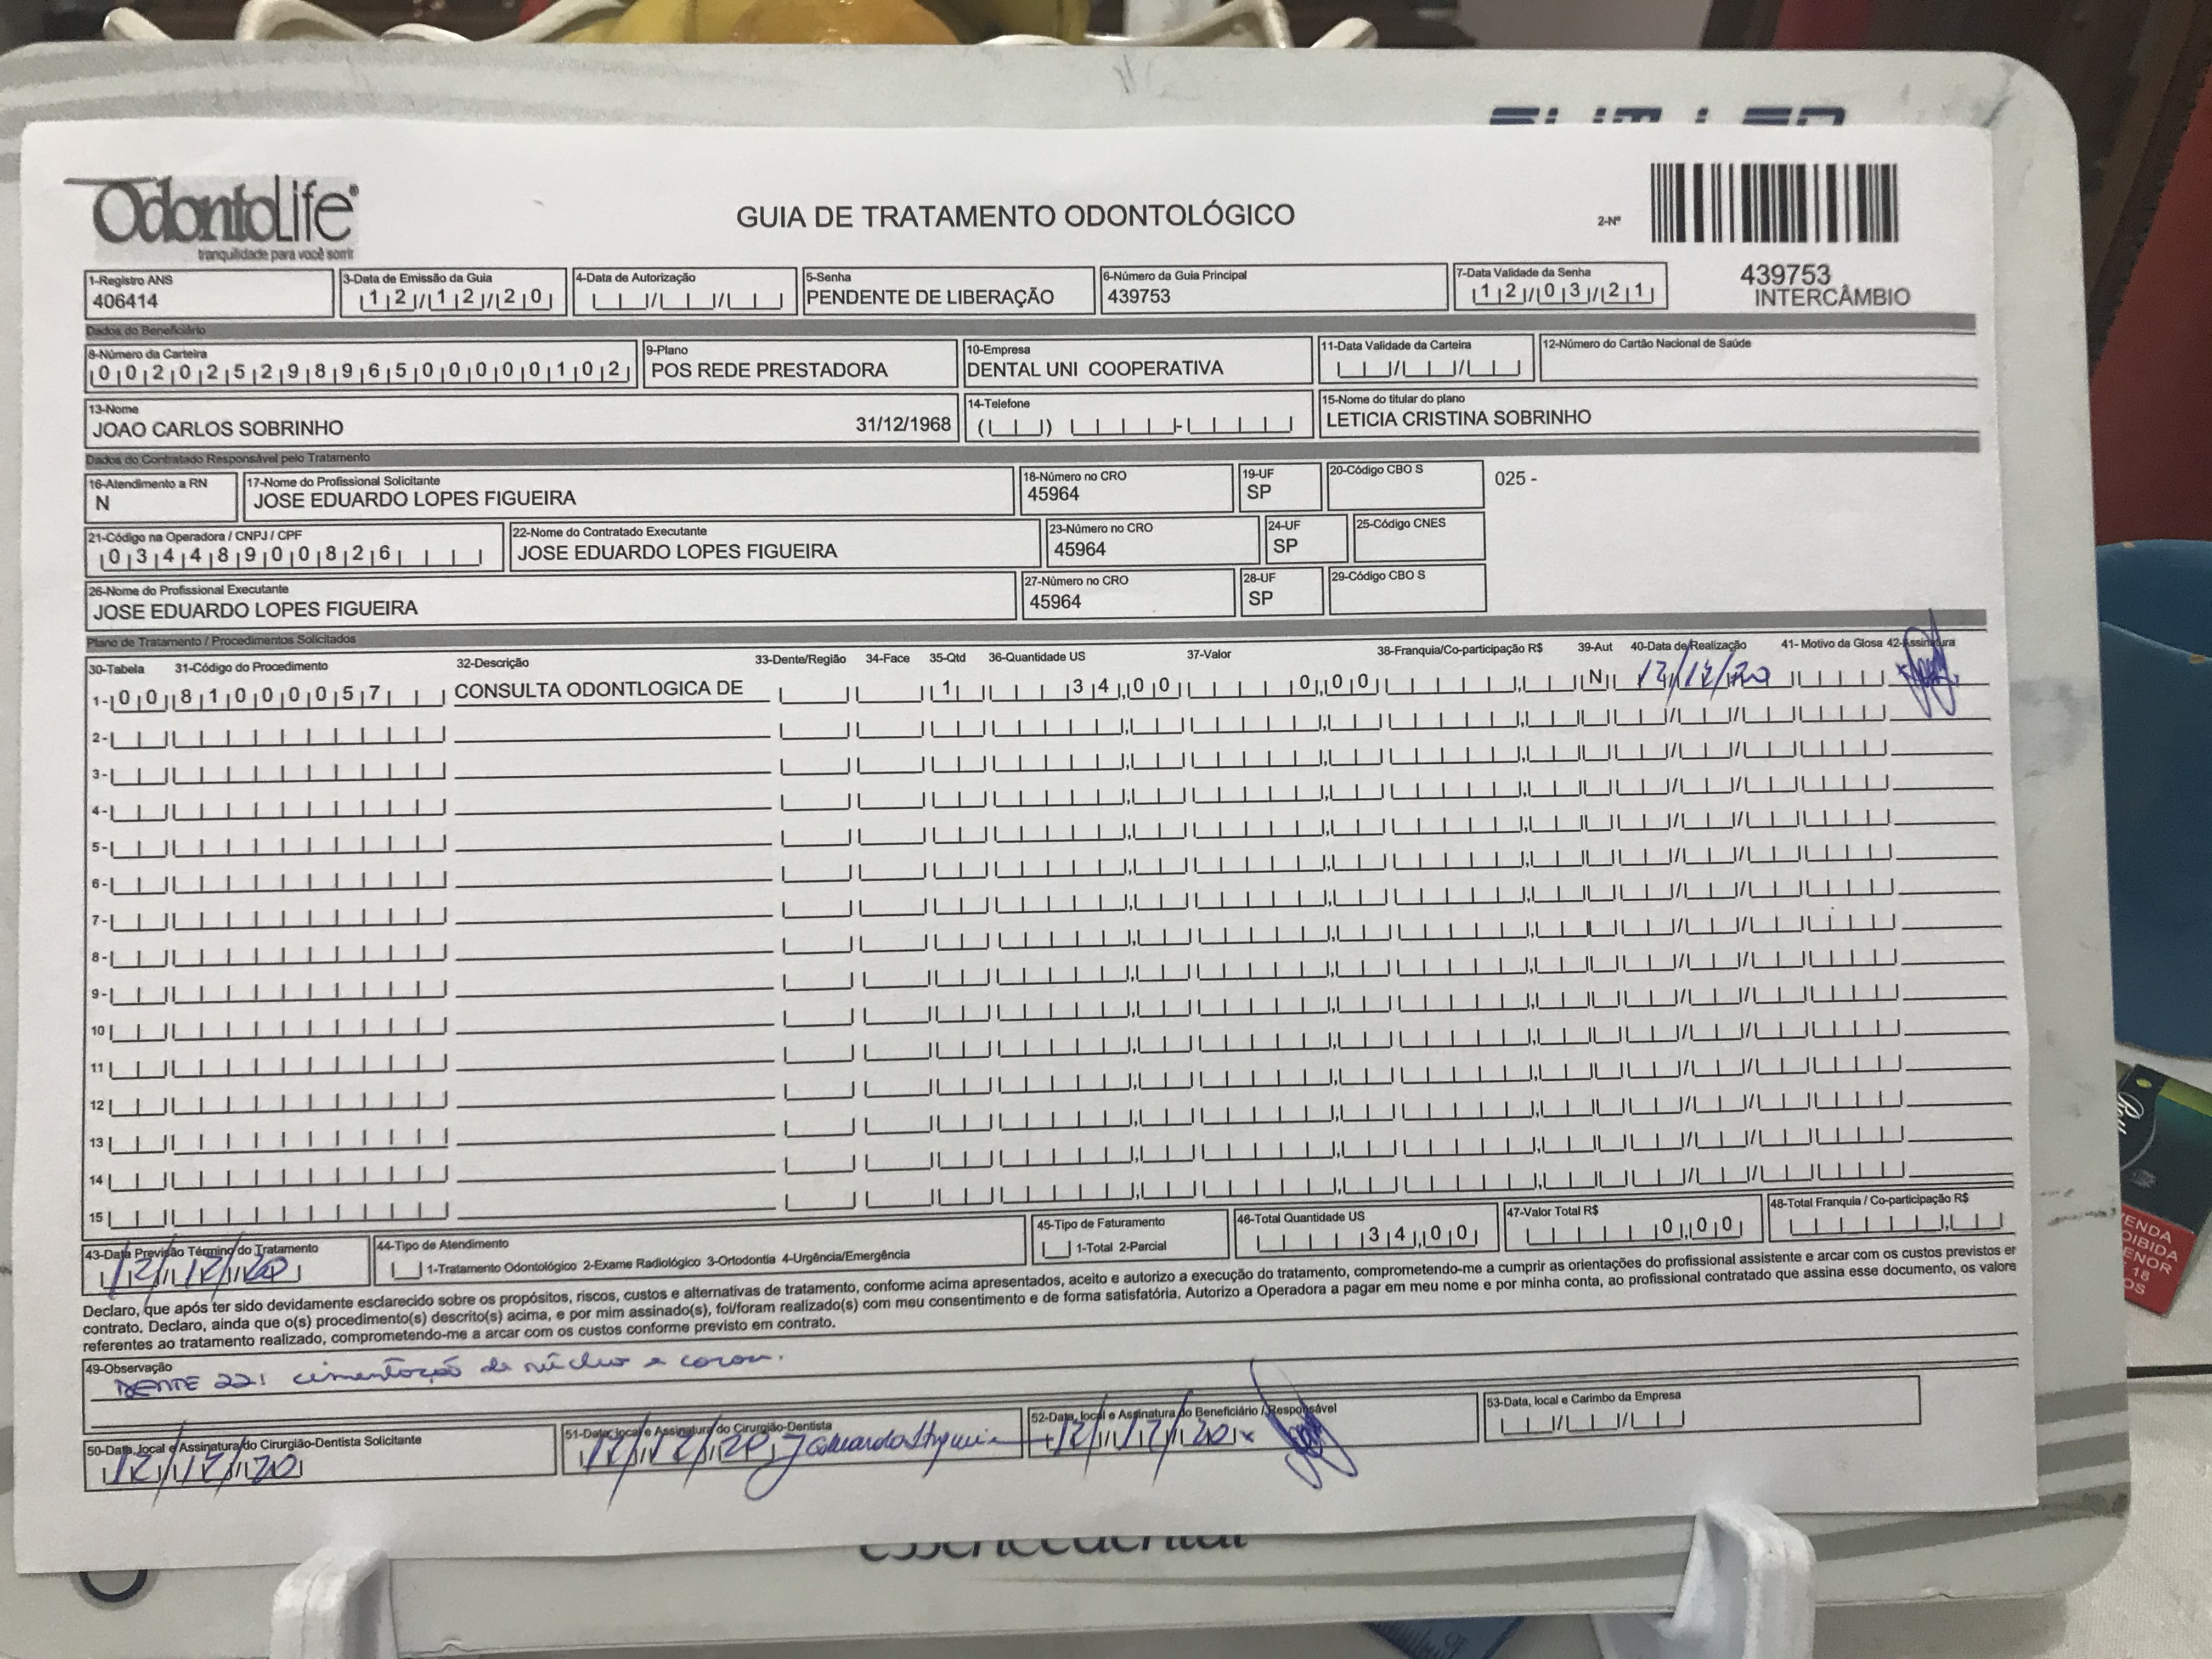 OdontoLife®
tranquilidade para você sorrir
GUIA DE TRATAMENTO ODONTOLÓGICO
2-Nº
439753
INTERCÂMBIO
1-Registro ANS
406414
3-Data de Emissão da Guia
12/12/20
4-Data de Autorização
5-Senha
PENDENTE DE LIBERAÇÃO
6-Número da Guia Principal
439753
7-Data Validade da Senha
12/03/21
Dados do Beneficiário
8-Número da Carteira
00202529896500000102
9-Plano
POS REDE PRESTADORA
10-Empresa
DENTAL UNI COOPERATIVA
11-Data Validade da Carteira
12-Número do Cartão Nacional de Saúde
13-Nome
JOAO CARLOS SOBRINHO 31/12/1968
14-Telefone
15-Nome do titular do plano
LETICIA CRISTINA SOBRINHO
Dados do Contratado Responsável pelo Tratamento
16-Atendimento a RN
N
17-Nome do Profissional Solicitante
JOSE EDUARDO LOPES FIGUEIRA
18-Número no CRO
45964
19-UF
SP
20-Código CBO S
025 -
21-Código na Operadora / CNPJ / CPF
03448900826
22-Nome do Contratado Executante
JOSE EDUARDO LOPES FIGUEIRA
23-Número no CRO
45964
24-UF
SP
25-Código CNES
26-Nome do Profissional Executante
JOSE EDUARDO LOPES FIGUEIRA
27-Número no CRO
45964
28-UF
SP
29-Código CBO S
Plano de Tratamento / Procedimentos Solicitados
30-Tabela 31-Código do Procedimento 32-Descrição 33-Dente/Região 34-Face 35-Qtd 36-Quantidade US 37-Valor 38-Franquia/Co-participação R$ 39-Aut 40-Data de Realização 41- Motivo da Glosa 42-Assinatura
1- 00 81000057 CONSULTA ODONTLOGICA DE 1 34,00 0,00 N 12/12/20
2-
3-
4-
5-
6-
7-
8-
9-
10
11
12
13
14
15
43-Data Previsão Término do Tratamento
12/12/20
44-Tipo de Atendimento
1-Tratamento Odontológico 2-Exame Radiológico 3-Ortodontia 4-Urgência/Emergência
45-Tipo de Faturamento
1-Total 2-Parcial
46-Total Quantidade US
34,00
47-Valor Total R$
0,00
48-Total Franquia / Co-participação R$
Declaro, que após ter sido devidamente esclarecido sobre os propósitos, riscos, custos e alternativas de tratamento, conforme acima apresentados, aceito e autorizo a execução do tratamento, comprometendo-me a cumprir as orientações do profissional assistente e arcar com os custos previstos er
contrato. Declaro, ainda que o(s) procedimento(s) descrito(s) acima, e por mim assinado(s), foi/foram realizado(s) com meu consentimento e de forma satisfatória. Autorizo a Operadora a pagar em meu nome e por minha conta, ao profissional contratado que assina esse documento, os valore
referentes ao tratamento realizado, comprometendo-me a arcar com os custos conforme previsto em contrato.
49-Observação
DENTE 22: cimentação de núcleo e coroa.
50-Data, local e Assinatura do Cirurgião-Dentista Solicitante
12/12/20
51-Data, local e Assinatura do Cirurgião-Dentista
12/12/20
52-Data, local e Assinatura do Beneficiário / Responsável
12/12/20 x
53-Data, local e Carimbo da Empresa